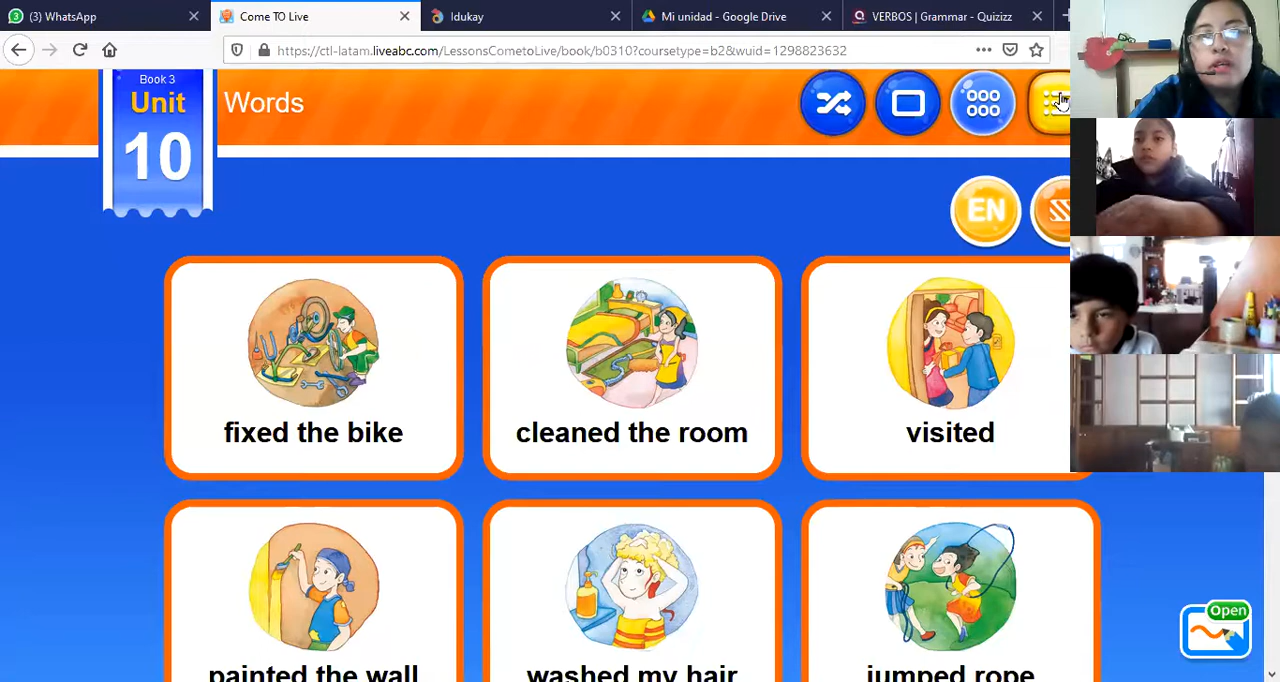 (3) WhatsApp
Come TO Live
Idukay
Mi unidad - Google Drive
VERBOS | Grammar - Quizizz
https://ctl-latam.liveabc.com/LessonsCometoLive/book/b0310?coursetype=b2&wuid=1298823632
Book 3
Unit
10
Words
EN
fixed the bike
cleaned the room
visited
painted the wall
washed my hair
jumped rope
Open